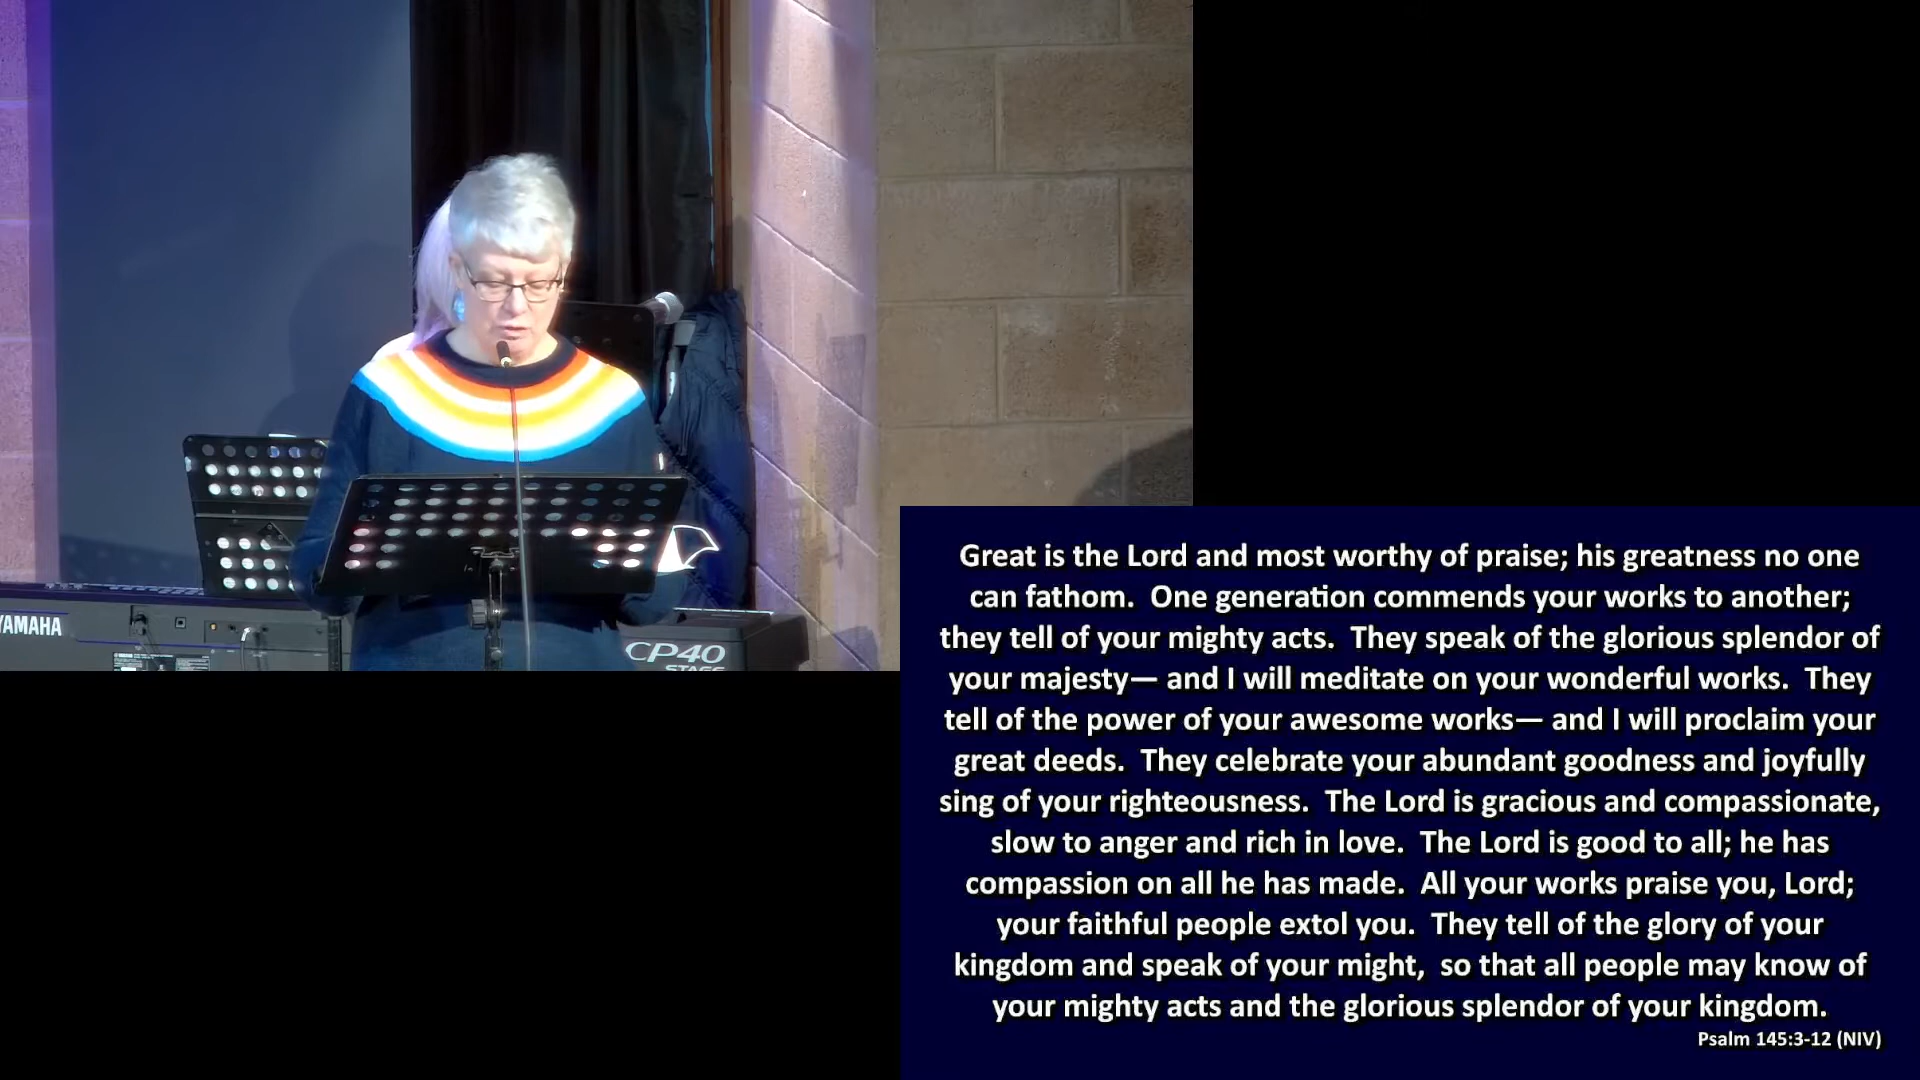 YAMAHA
CP40
STAGE
Great is the Lord and most worthy of praise; his greatness no one
can fathom.  One generation commends your works to another;
they tell of your mighty acts.  They speak of the glorious splendor of
your majesty— and I will meditate on your wonderful works.  They
tell of the power of your awesome works— and I will proclaim your
great deeds.  They celebrate your abundant goodness and joyfully
sing of your righteousness.  The Lord is gracious and compassionate,
slow to anger and rich in love.  The Lord is good to all; he has
compassion on all he has made.  All your works praise you, Lord;
your faithful people extol you.  They tell of the glory of your
kingdom and speak of your might,  so that all people may know of
your mighty acts and the glorious splendor of your kingdom.
Psalm 145:3-12 (NIV)